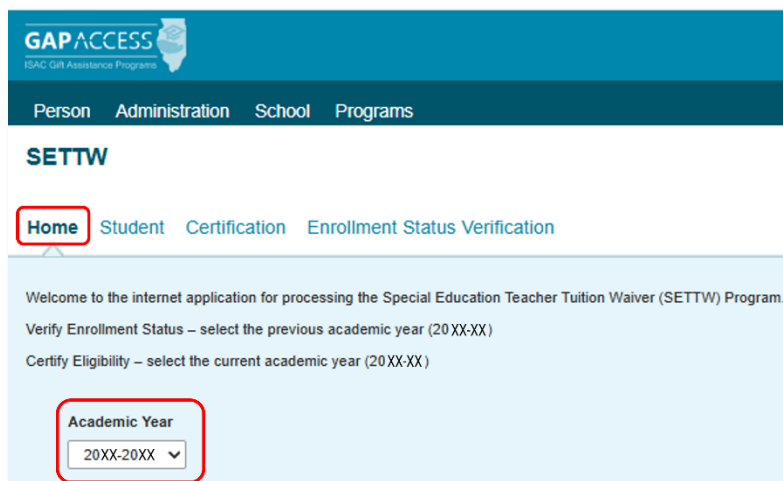 GAP ACCESS
ISAC Gift Assistance Programs
Person Administration School Programs
SETTW
Home Student Certification Enrollment Status Verification
Welcome to the internet application for processing the Special Education Teacher Tuition Waiver (SETTW) Program.
Verify Enrollment Status – select the previous academic year (20XX-XX)
Certify Eligibility – select the current academic year (20XX-XX)
Academic Year
20XX-20XX